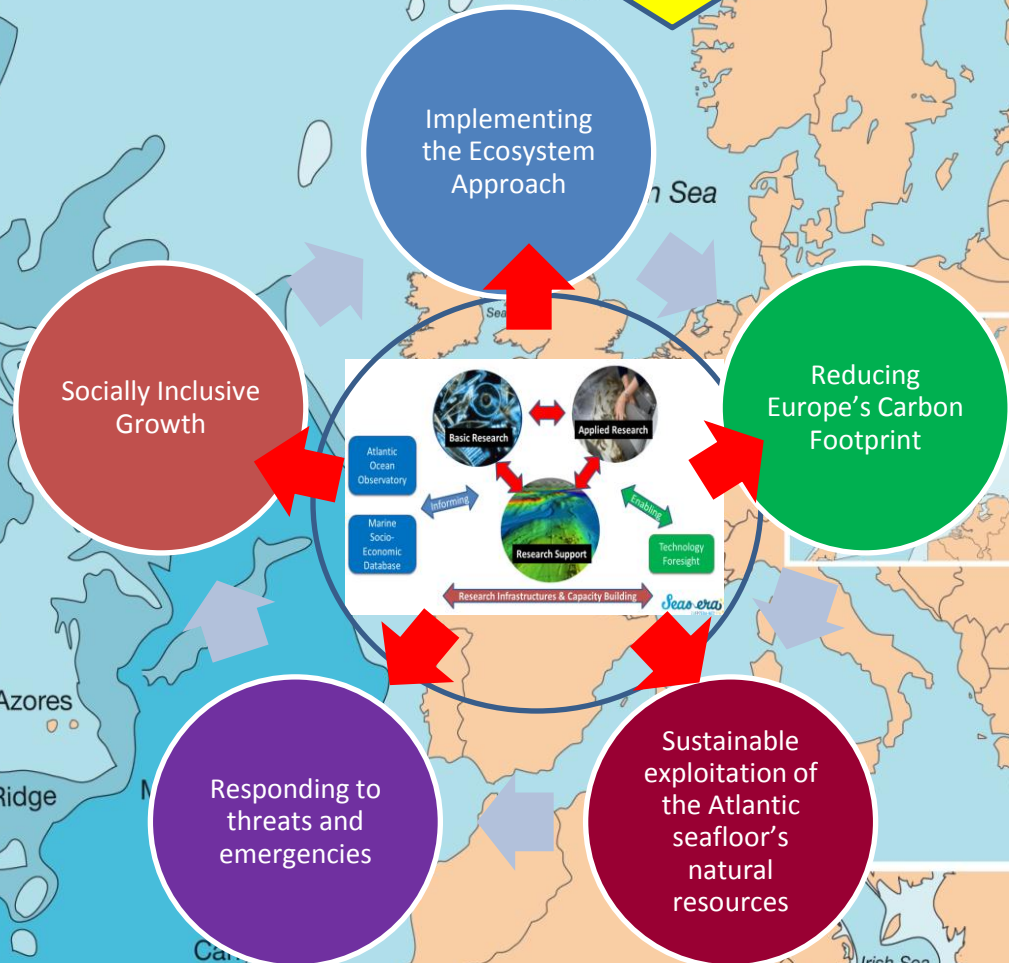 Implementing
the Ecosystem
Approach
Sea
Sea
Socially Inclusive
Growth
Reducing
Europe's Carbon
Footprint
Basic Research
Applied Research
Atlantic
Ocean
Observatory
Informing
Enabling
Marine
Socio-
Economic
Database
Research Support
Technology
Foresight
Research Infrastructures & Capacity Building
Seas era
Azores
Ridge
Responding to
threats and
emergencies
Sustainable
exploitation of
the Atlantic
seafloor's
natural
resources
Irish Sea